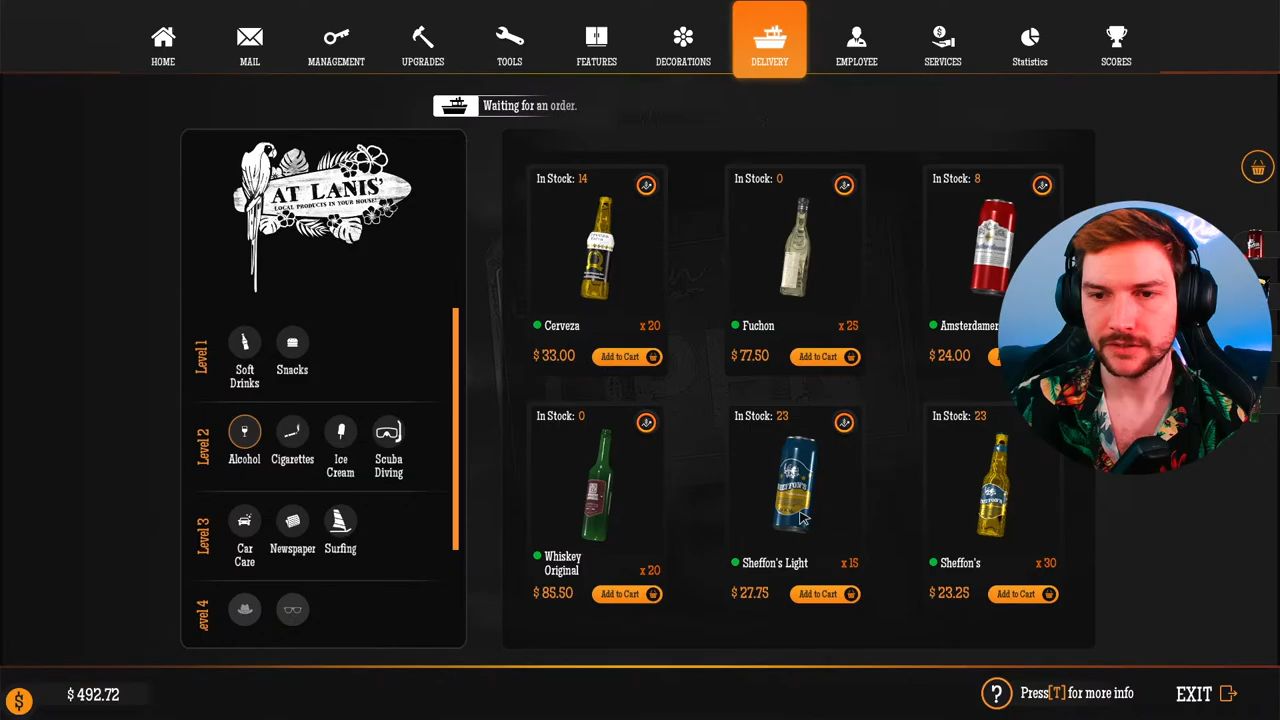 HOME
MAIL
MANAGEMENT
UPGRADES
TOOLS
FEATURES
DECORATIONS
DELIVERY
EMPLOYEE
SERVICES
Statistics
SCORES
Waiting for an order.
AT LANIS'
LOCAL PRODUCTS IN YOUR HOUSE!
Level 1
Soft Drinks
Snacks
Level 2
Alcohol
Cigarettes
Ice Cream
Scuba Diving
Level 3
Car Care
Newspaper
Surfing
evel 4
In Stock: 14
Cerveza x 20
$ 33.00 Add to Cart
In Stock: 0
Fuchon x 25
$ 77.50 Add to Cart
In Stock: 8
Amsterdamer
$ 24.00
In Stock: 0
Whiskey Original x 20
$ 85.50 Add to Cart
In Stock: 23
Sheffon's Light x 15
$ 27.75 Add to Cart
In Stock: 23
Sheffon's x 30
$ 23.25 Add to Cart
$ 492.72
? Press[T] for more info
EXIT